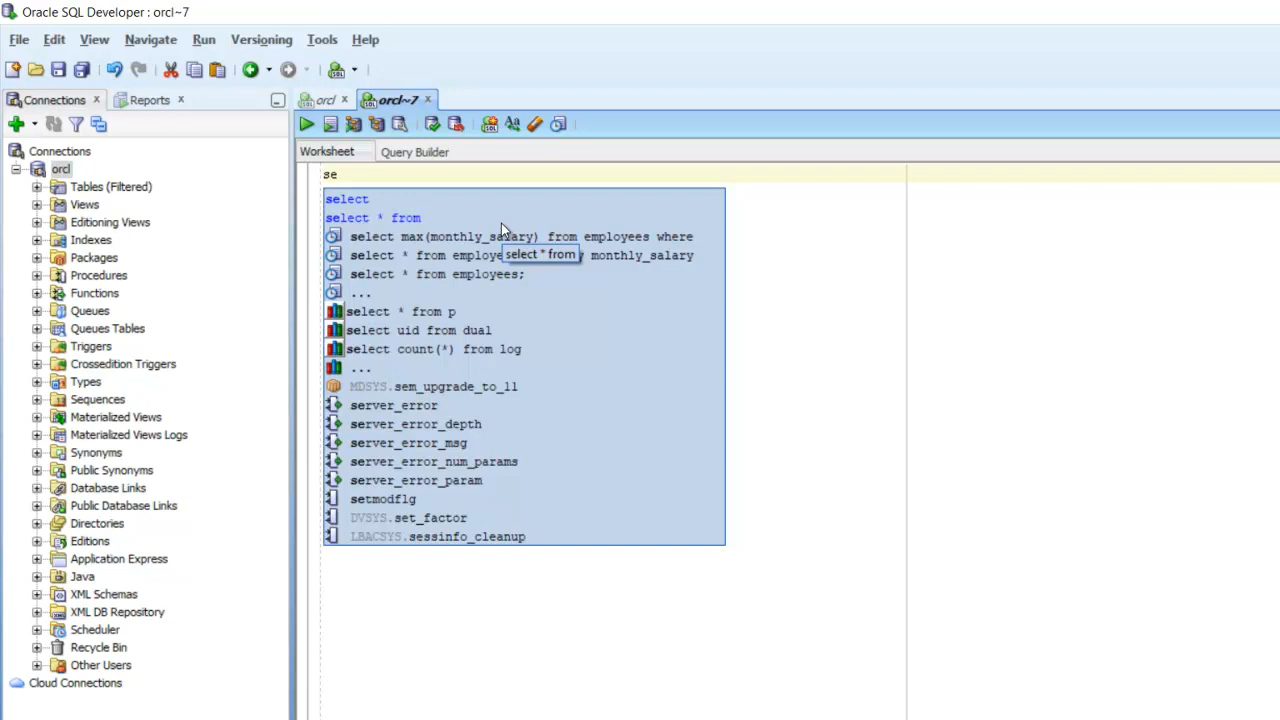 Oracle SQL Developer : orcl~7
File Edit View Navigate Run Versioning Tools Help
Connections Reports orcl orcl~7
Worksheet Query Builder
Connections
orcl
Tables (Filtered)
Views
Editioning Views
Indexes
Packages
Procedures
Functions
Queues
Queues Tables
Triggers
Crossedition Triggers
Types
Sequences
Materialized Views
Materialized Views Logs
Synonyms
Public Synonyms
Database Links
Public Database Links
Directories
Editions
Application Express
Java
XML Schemas
XML DB Repository
Scheduler
Recycle Bin
Other Users
Cloud Connections
se
select
select * from
select max(monthly_salary) from employees where
select * from employe monthly_salary
select * from
select * from employees;
...
select * from p
select uid from dual
select count(*) from log
...
MDSYS.sem_upgrade_to_11
server_error
server_error_depth
server_error_msg
server_error_num_params
server_error_param
setmodflg
DVSYS.set_factor
LBACSYS.sessinfo_cleanup